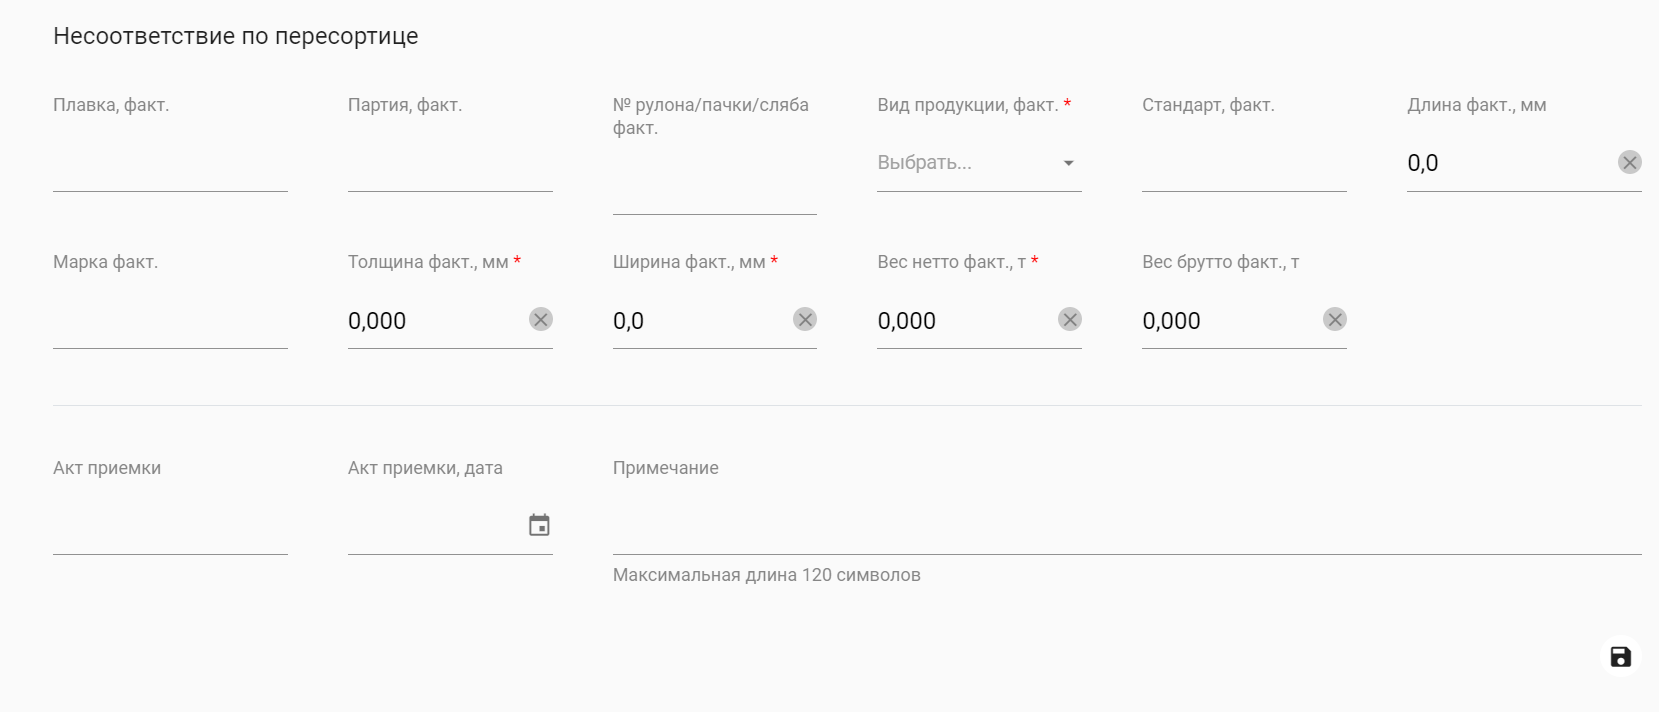 Несоответствие по пересортице
Плавка, факт.
Партия, факт.
№ рулона/пачки/сляба
факт.
Вид продукции, факт. *
Выбрать...
Стандарт, факт.
Длина факт., мм
0,0
Марка факт.
Толщина факт., мм *
0,000
Ширина факт., мм *
0,0
Вес нетто факт., т *
0,000
Вес брутто факт., т
0,000
Акт приемки
Акт приемки, дата
Примечание
Максимальная длина 120 символов